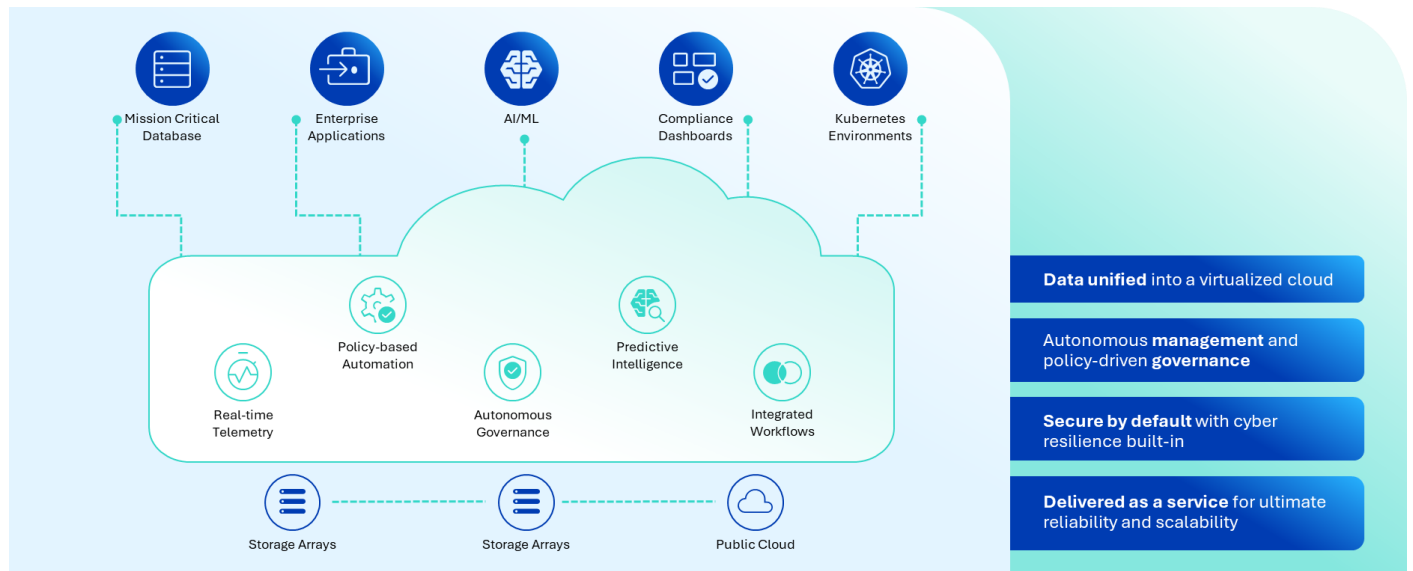 Mission Critical
Database
Enterprise
Applications
AI/ML
Compliance
Dashboards
Kubernetes
Environments
Policy-based
Automation
Predictive
Intelligence
Real-time
Telemetry
Autonomous
Governance
Integrated
Workflows
Storage Arrays
Storage Arrays
Public Cloud
Data unified into a virtualized cloud
Autonomous management and
policy-driven governance
Secure by default with cyber
resilience built-in
Delivered as a service for ultimate
reliability and scalability